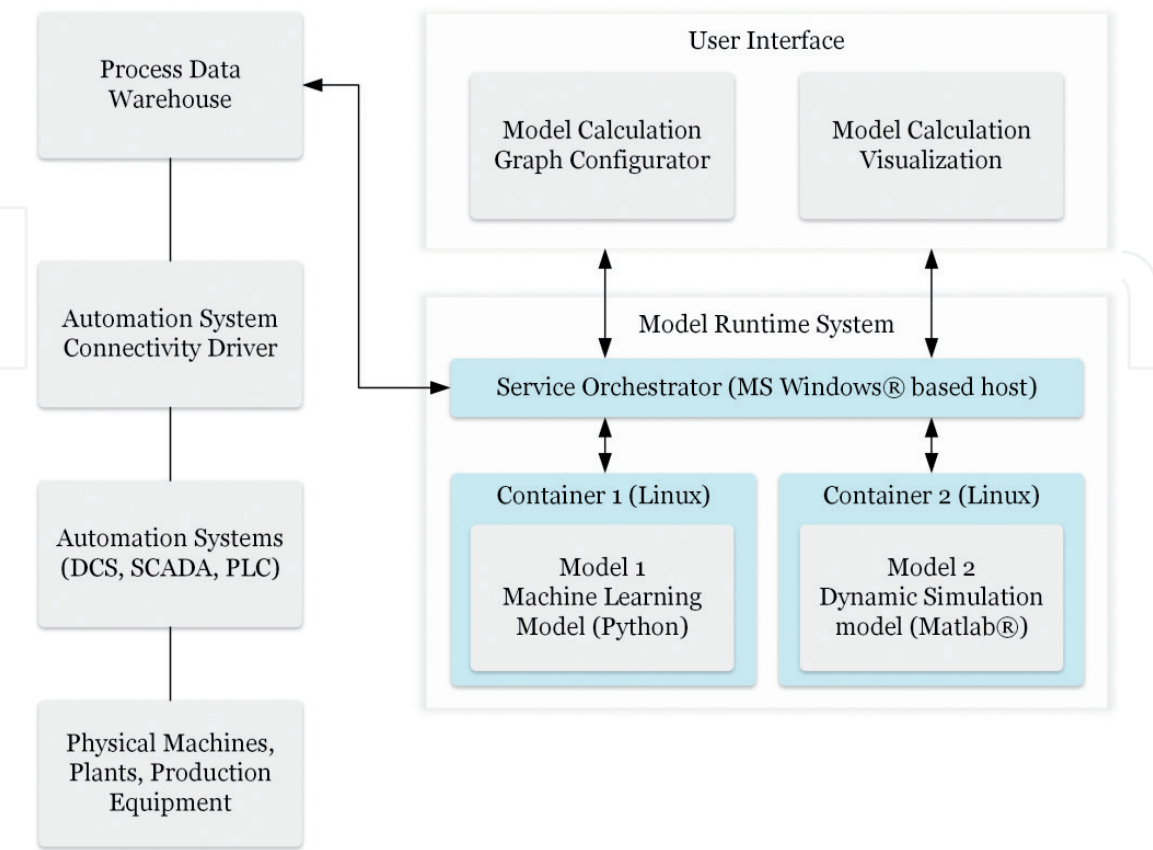 Process Data
Warehouse
Automation System
Connectivity Driver
Automation Systems
(DCS, SCADA, PLC)
Physical Machines,
Plants, Production
Equipment
User Interface
Model Calculation
Graph Configurator
Model Calculation
Visualization
Model Runtime System
Service Orchestrator (MS Windows® based host)
Container 1 (Linux)
Model 1
Machine Learning
Model (Python)
Container 2 (Linux)
Model 2
Dynamic Simulation
model (Matlab®)